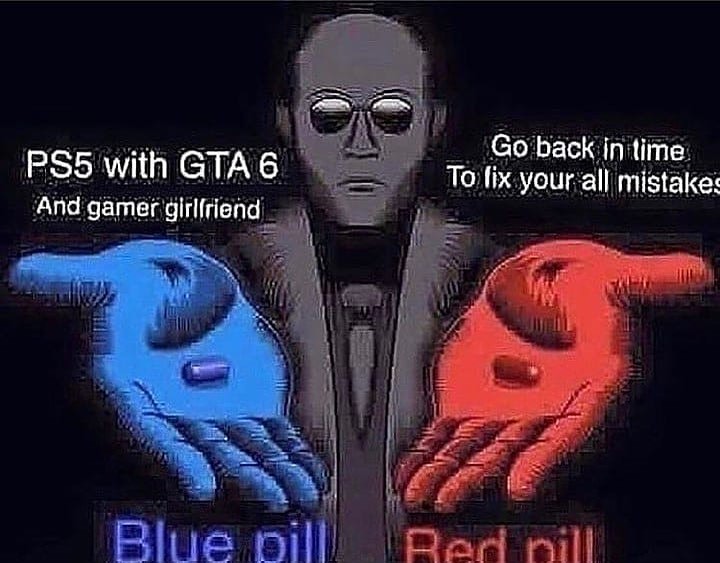 PS5 with GTA 6
And gamer girlfriend
Go back in time
To fix your all mistakes
Blue pill
Red pill